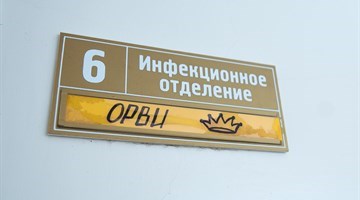 6
Инфекционное
отделение
ОРВИ